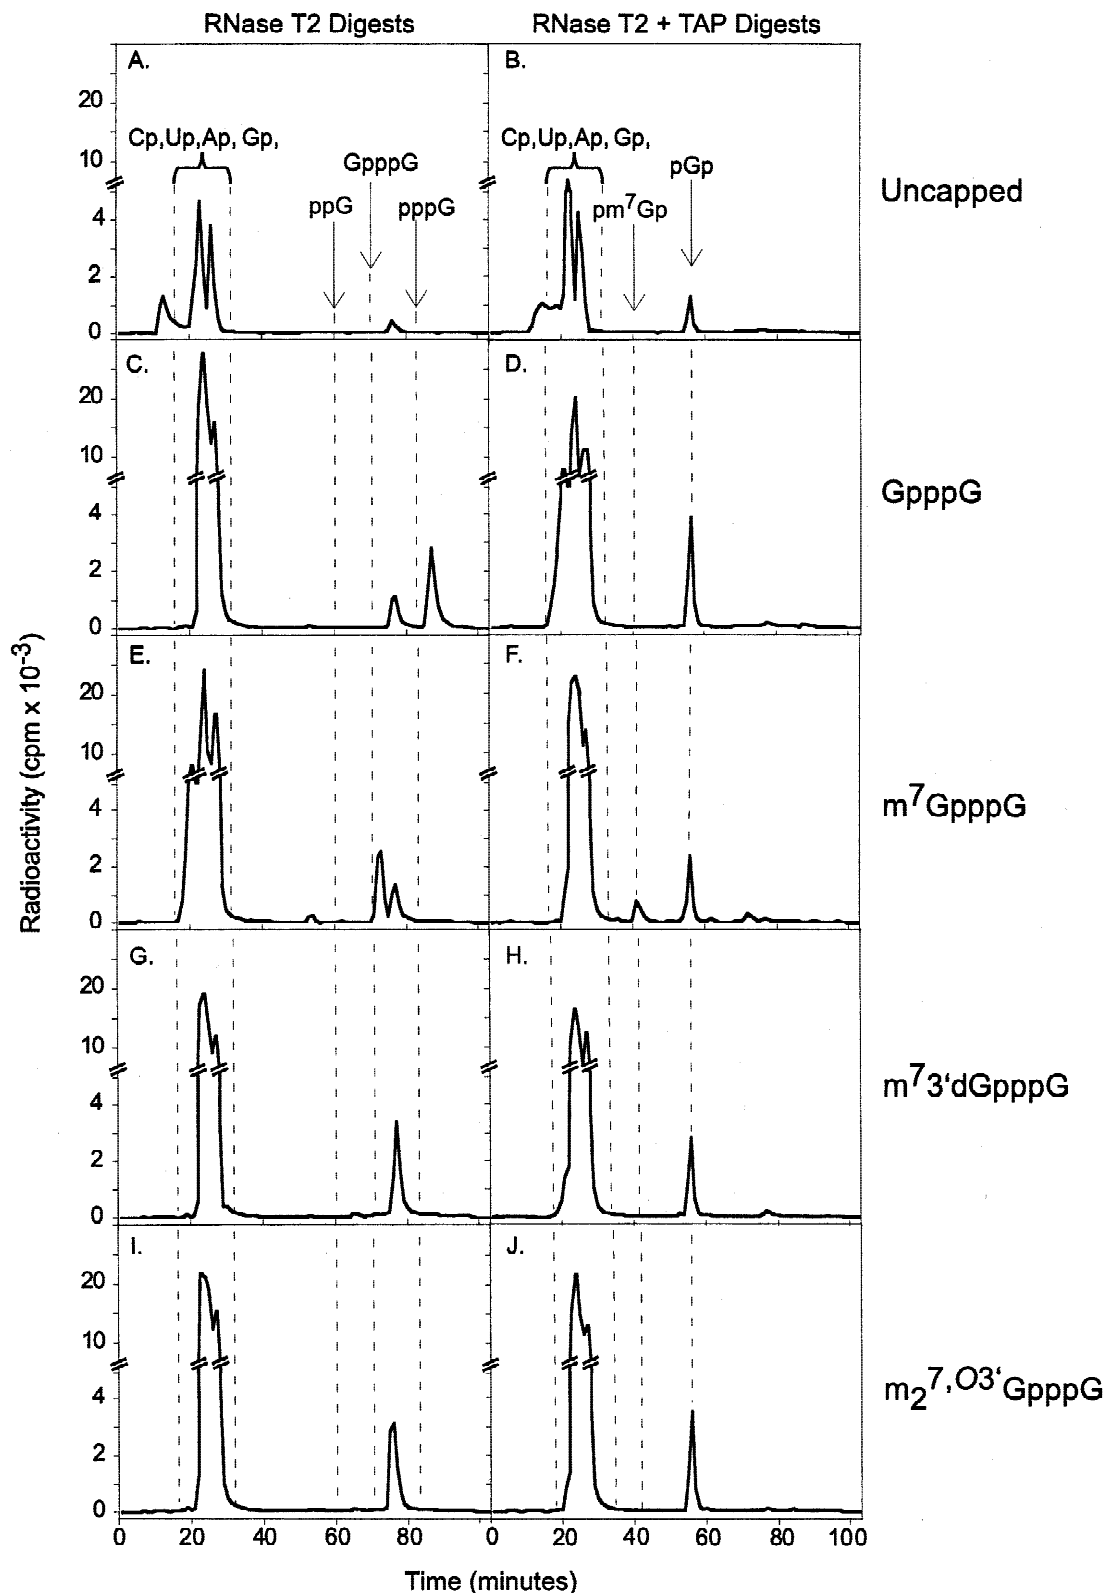 RNase T2 Digests
RNase T2 + TAP Digests
A.
B.
20
10
4
2
0
Cp,Up,Ap, Gp,
GpppG
ppG
pppG
Cp,Up,Ap, Gp,
pGp
pm⁷Gp
Uncapped
C.
D.
20
10
4
2
0
GpppG
E.
F.
20
10
4
2
0
m⁷GpppG
G.
H.
20
10
4
2
0
m⁷3'dGpppG
I.
J.
20
10
4
2
0
m₂⁷,O3'GpppG
0 20 40 60 80 0 20 40 60 80 100
Time (minutes)
Radioactivity (cpm x 10⁻³)